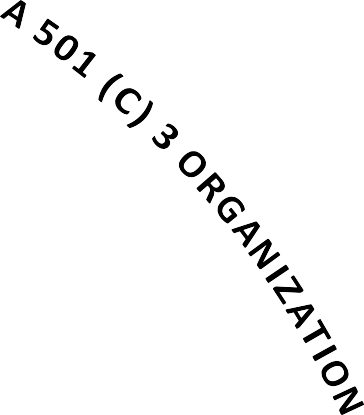 A 501 (C) 3 ORGANIZATION